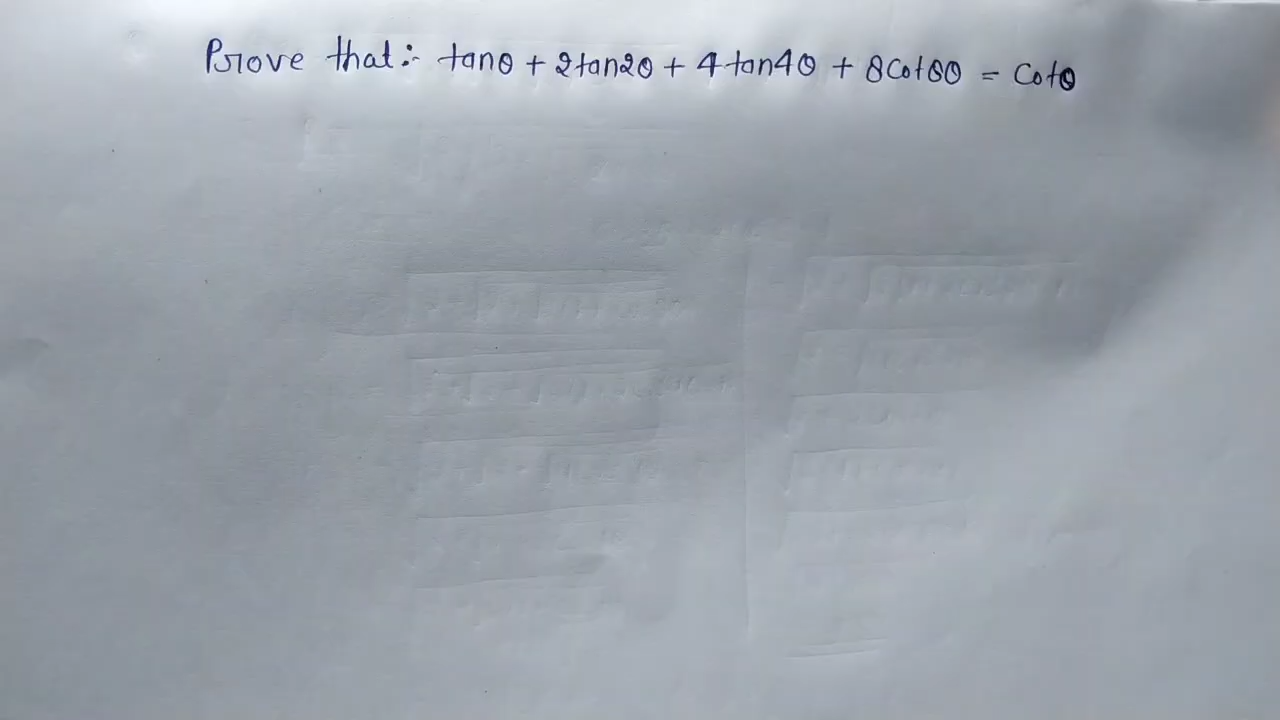 Prove that:- tanθ + 2tan2θ + 4tan4θ + 8cot8θ = cotθ